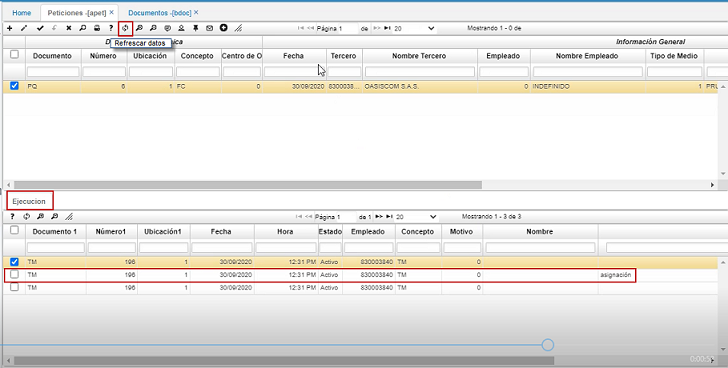 Home Peticiones -[apet] X Documentos -[bdoc] X
Página 1 de 20 Mostrando 1 - 0 de
Refrescar datos Información General
Documento Número Ubicación Concepto Centro de O Fecha Tercero Nombre Tercero Empleado Nombre Empleado Tipo de Medio
PQ 6 1 FC 0 30/09/2020 8300038... OASISCOM S.A.S. 0 INDEFINIDO 1 PRU
Ejecucion
Página 1 de 1 20 Mostrando 1 - 3 de 3
Documento 1 Número1 Ubicación1 Fecha Hora Estado Empleado Concepto Motivo Nombre
TM 196 1 30/09/2020 12:31 PM Activo 830003840 TM 0
TM 196 1 30/09/2020 12:31 PM Activo 830003840 TM 0 asignación
TM 196 1 30/09/2020 12:31 PM Activo 830003840 TM 0